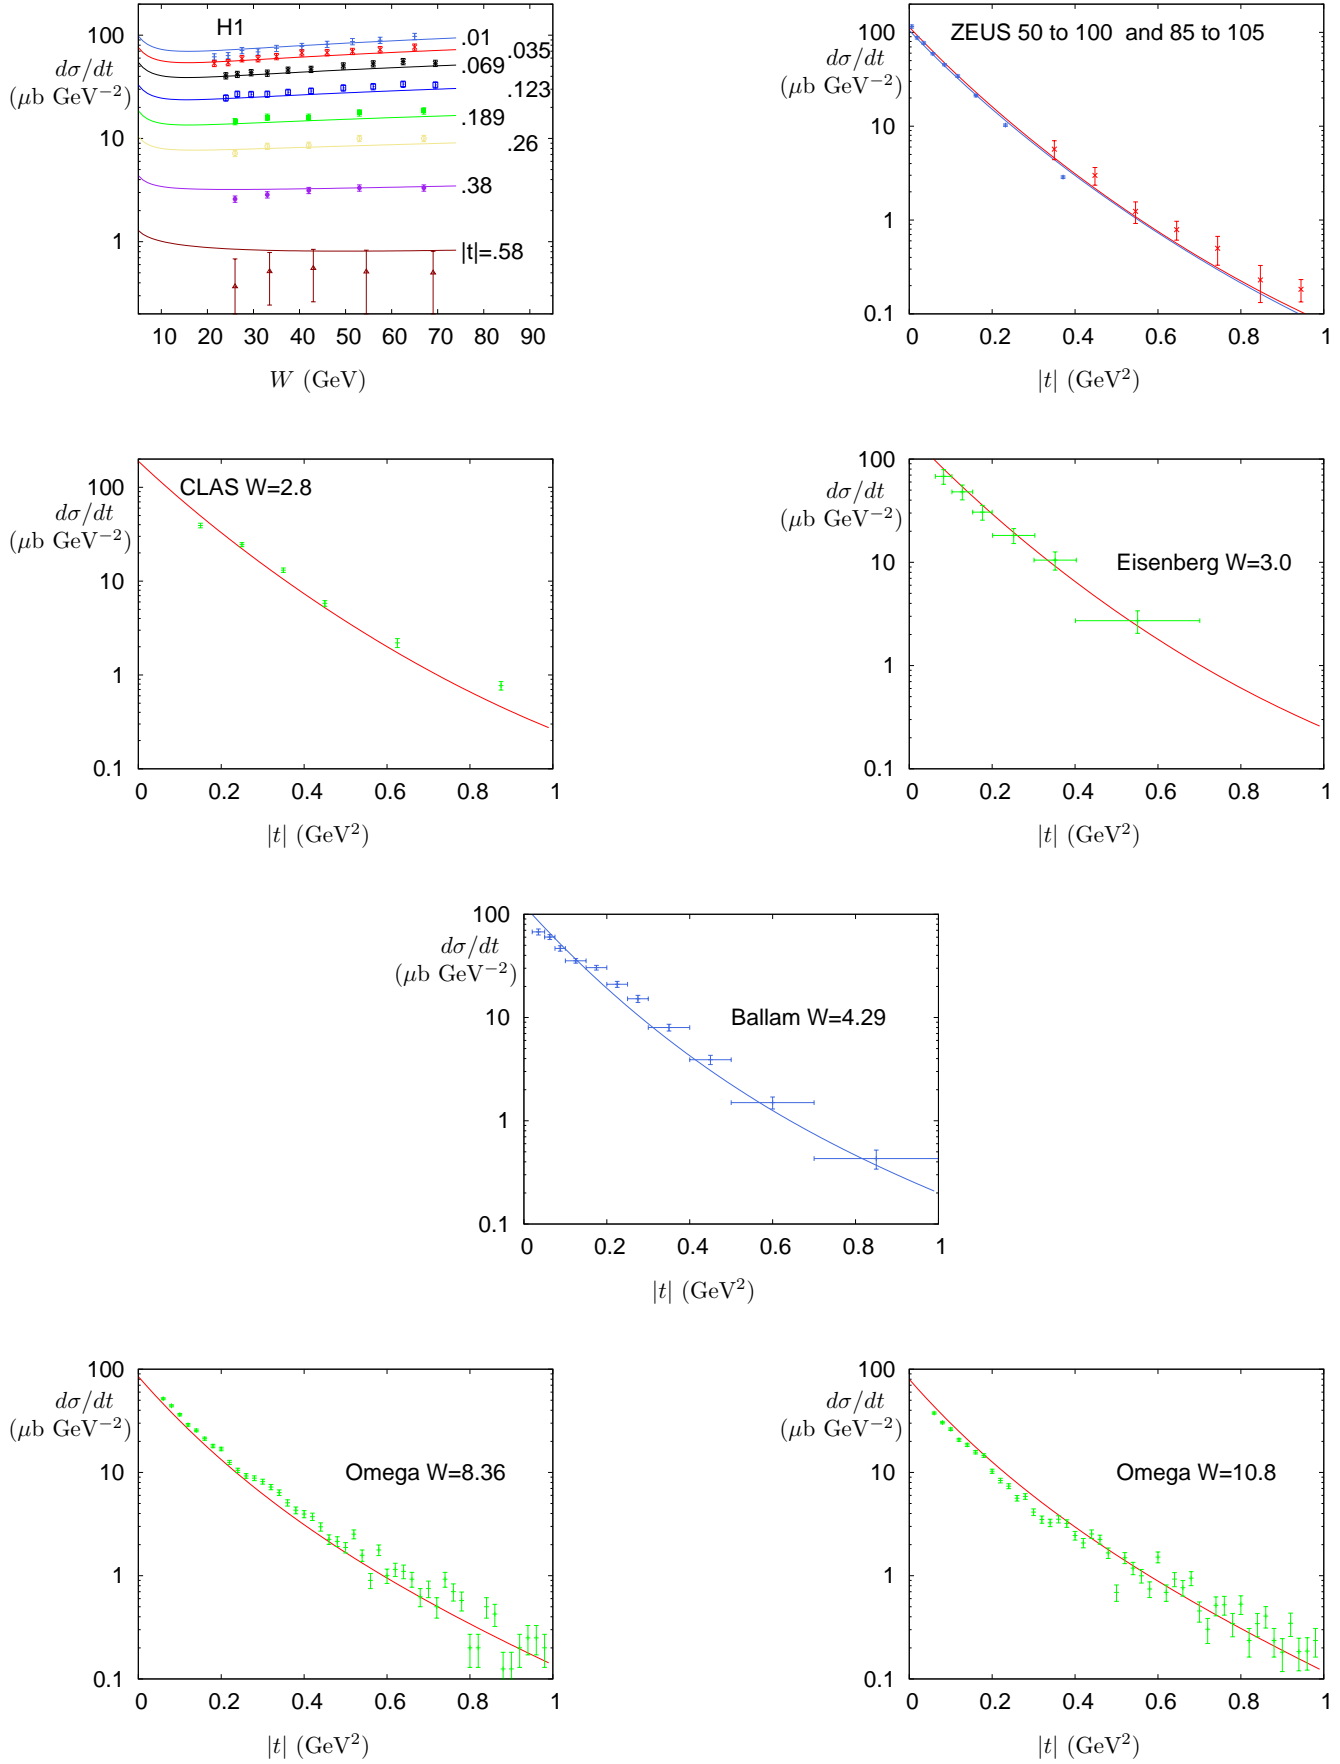 H1
100
10
1
dσ/dt
(μb GeV⁻²)
.01
.035
.069
.123
.189
.26
.38
|t|=.58
10 20 30 40 50 60 70 80 90
W (GeV)
ZEUS 50 to 100 and 85 to 105
100
10
1
0.1
dσ/dt
(μb GeV⁻²)
0 0.2 0.4 0.6 0.8 1
|t| (GeV²)
CLAS W=2.8
100
10
1
0.1
dσ/dt
(μb GeV⁻²)
0 0.2 0.4 0.6 0.8 1
|t| (GeV²)
Eisenberg W=3.0
100
10
1
0.1
dσ/dt
(μb GeV⁻²)
0 0.2 0.4 0.6 0.8 1
|t| (GeV²)
Ballam W=4.29
100
10
1
0.1
dσ/dt
(μb GeV⁻²)
0 0.2 0.4 0.6 0.8 1
|t| (GeV²)
Omega W=8.36
100
10
1
0.1
dσ/dt
(μb GeV⁻²)
0 0.2 0.4 0.6 0.8 1
|t| (GeV²)
Omega W=10.8
100
10
1
0.1
dσ/dt
(μb GeV⁻²)
0 0.2 0.4 0.6 0.8 1
|t| (GeV²)